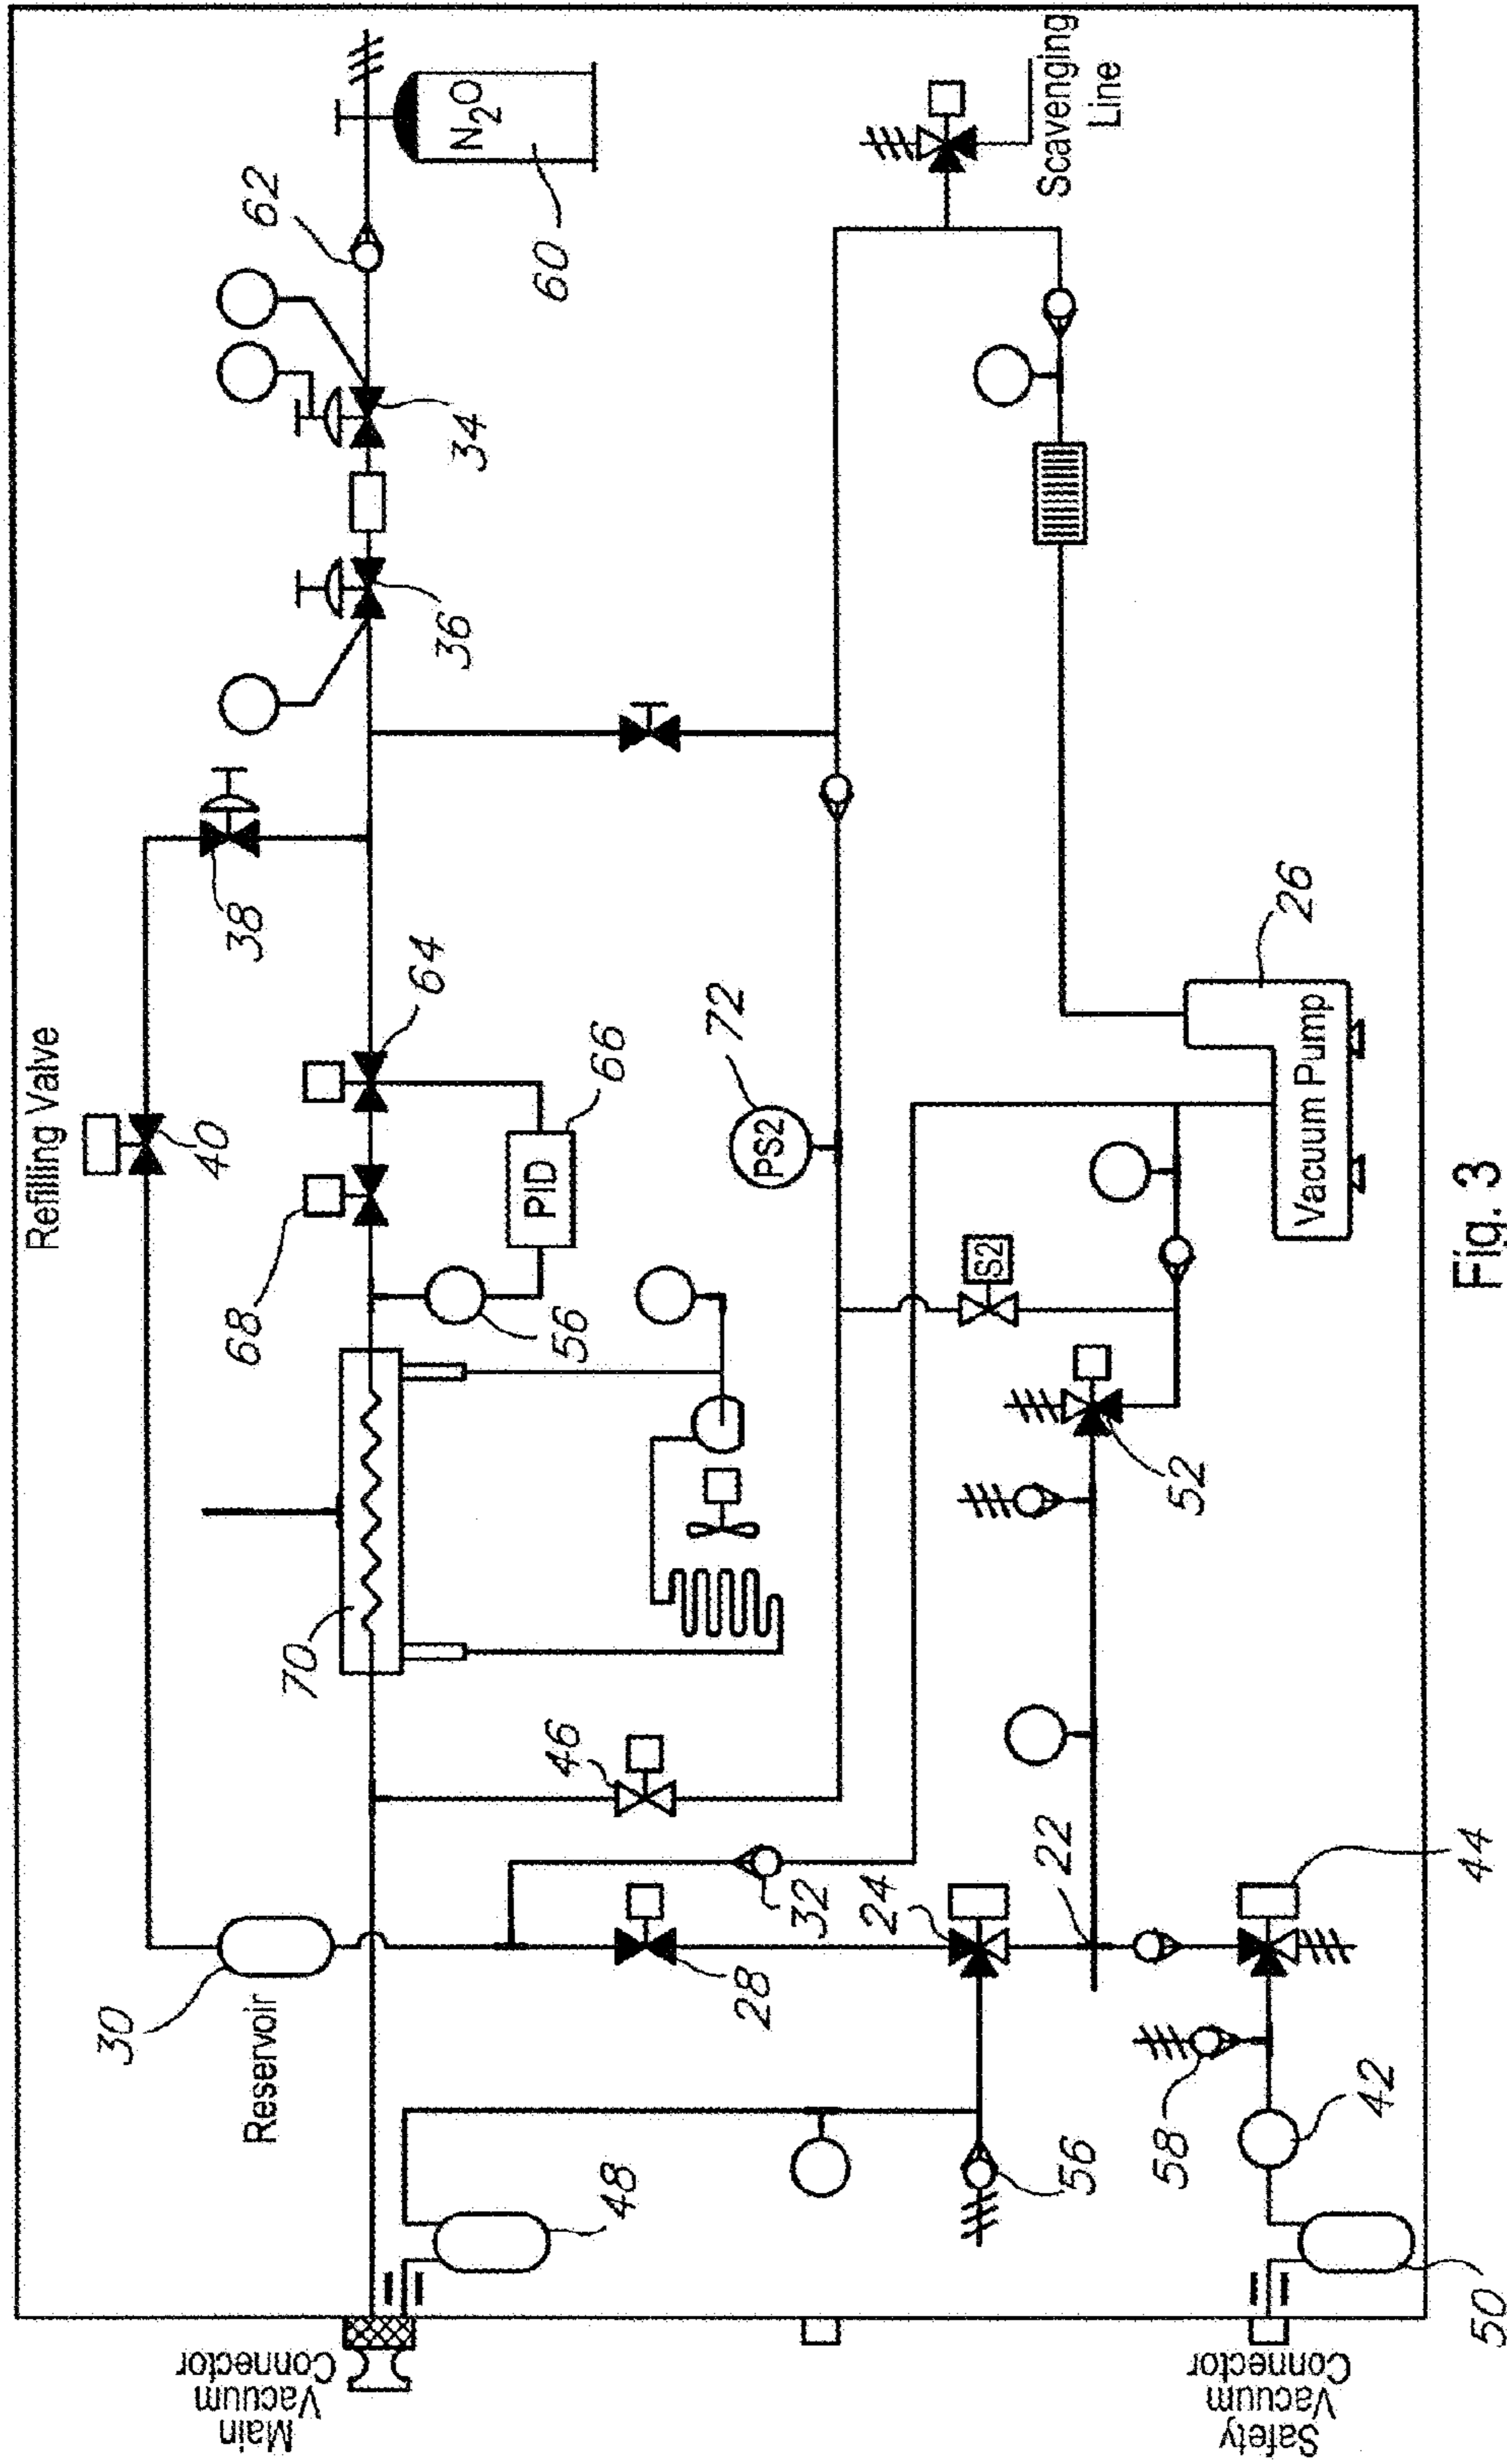 Refilling Valve
40
38
62
N₂O
60
34
36
64
66
PID
68
56
70
72
PS2
Scavenging
Line
26
Vacuum Pump
S2
52
46
30
Reservoir
28
32
24
22
44
48
56
58
42
50
Main
Vacuum
Connector
Safety
Vacuum
Connector
Fig. 3